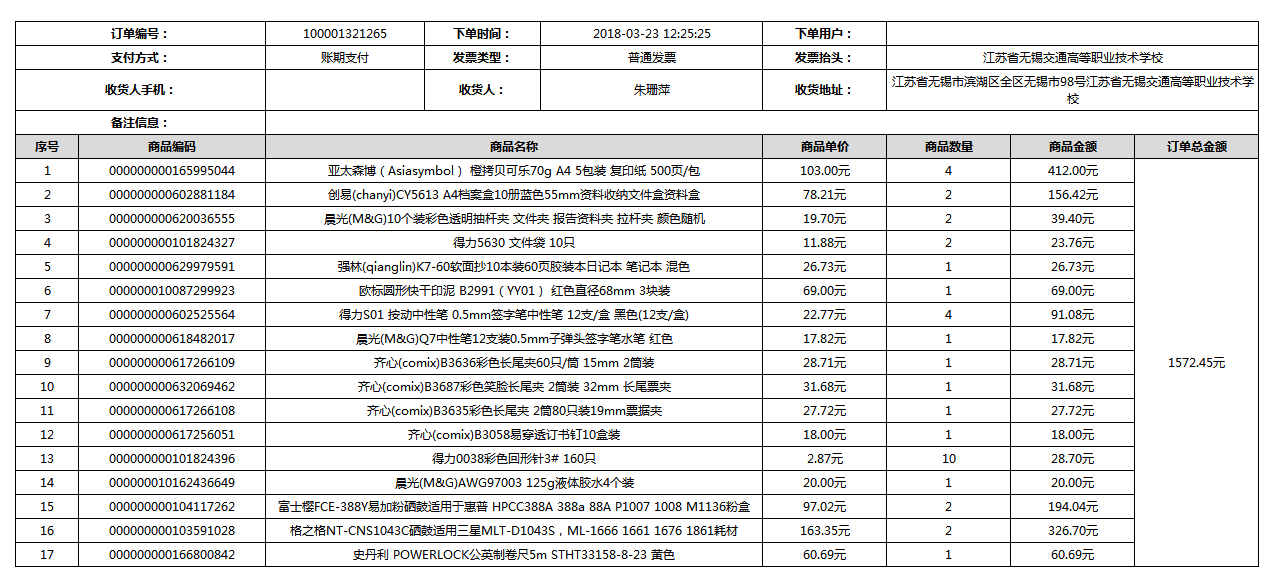 订单编号： 100001321265 下单时间： 2018-03-23 12:25:25 下单用户：
支付方式： 账期支付 发票类型： 普通发票 发票抬头： 江苏省无锡交通高等职业技术学校
收货人手机： 收货人： 朱珊萍 收货地址： 江苏省无锡市滨湖区全区无锡市98号江苏省无锡交通高等职业技术学
校
备注信息：
序号 商品编码 商品名称 商品单价 商品数量 商品金额 订单总金额
1 000000000165995044 亚太森博（Asiasymbol） 橙拷贝可乐70g A4 5包装 复印纸 500页/包 103.00元 4 412.00元
2 000000000602881184 创易(chanyi)CY5613 A4档案盒10册蓝色55mm资料收纳文件盒资料盒 78.21元 2 156.42元
3 000000000620036555 晨光(M&G)10个装彩色透明抽杆夹 文件夹 报告资料夹 拉杆夹 颜色随机 19.70元 2 39.40元
4 000000000101824327 得力5630 文件袋 10只 11.88元 2 23.76元
5 000000000629979591 强林(qianglin)K7-60软面抄10本装60页胶装本日记本 笔记本 混色 26.73元 1 26.73元
6 000000010087299923 欧标圆形快干印泥 B2991（YY01） 红色直径68mm 3块装 69.00元 1 69.00元
7 000000000602525564 得力S01 按动中性笔 0.5mm签字笔中性笔 12支/盒 黑色(12支/盒) 22.77元 4 91.08元
8 000000000618482017 晨光(M&G)Q7中性笔12支装0.5mm子弹头签字笔水笔 红色 17.82元 1 17.82元
9 000000000617266109 齐心(comix)B3636彩色长尾夹60只/筒 15mm 2筒装 28.71元 1 28.71元 1572.45元
10 000000000632069462 齐心(comix)B3687彩色笑脸长尾夹 2筒装 32mm 长尾票夹 31.68元 1 31.68元
11 000000000617266108 齐心(comix)B3635彩色长尾夹 2筒80只装19mm票据夹 27.72元 1 27.72元
12 000000000617256051 齐心(comix)B3058易穿透订书钉10盒装 18.00元 1 18.00元
13 000000000101824396 得力0038彩色回形针3# 160只 2.87元 10 28.70元
14 000000010162436649 晨光(M&G)AWG97003 125g液体胶水4个装 20.00元 1 20.00元
15 000000000104117262 富士樱FCE-388Y易加粉硒鼓适用于惠普 HPCC388A 388a 88A P1007 1008 M1136粉盒 97.02元 2 194.04元
16 000000000103591028 格之格NT-CNS1043C硒鼓适用三星MLT-D1043S，ML-1666 1661 1676 1861耗材 163.35元 2 326.70元
17 000000000166800842 史丹利 POWERLOCK公英制卷尺5m STHT33158-8-23 黄色 60.69元 1 60.69元